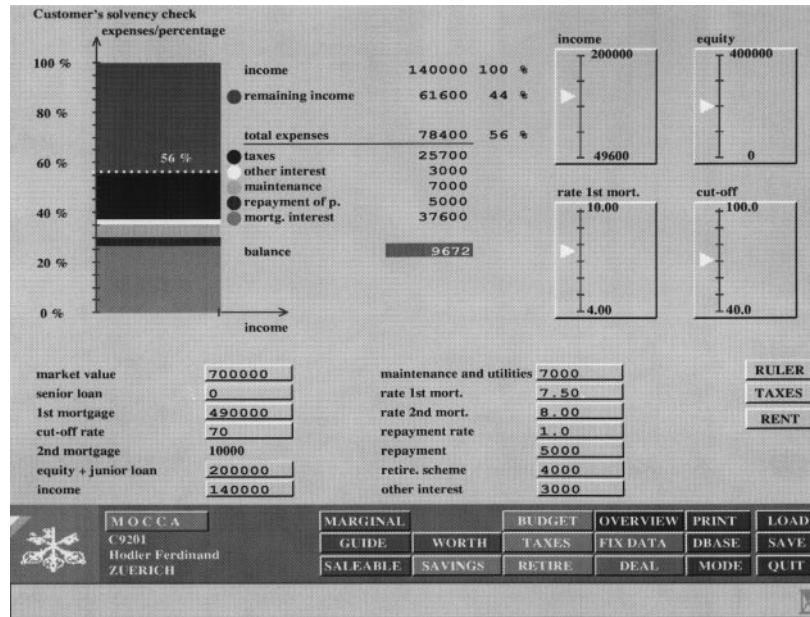 Customer's solvency check
expenses/percentage
100 %
80 %
60 %
40 %
20 %
0 %
56 %
income
income 140000 100 %
remaining income 61600 44 %
total expenses 78400 56 %
taxes 25700
other interest 3000
maintenance 7000
repayment of p. 5000
mortg. interest 37600
balance 9672
income
200000
49600
equity
400000
0
rate 1st mort.
10.00
4.00
cut-off
100.0
40.0
market value 700000
senior loan 0
1st mortgage 490000
cut-off rate 70
2nd mortgage 10000
equity + junior loan 200000
income 140000
maintenance and utilities 7000
rate 1st mort. 7.50
rate 2nd mort. 8.00
repayment rate 1.0
repayment 5000
retire. scheme 4000
other interest 3000
RULER
TAXES
RENT
MOCCA
C9201
Hodler Ferdinand
ZUERICH
MARGINAL BUDGET OVERVIEW PRINT LOAD
GUIDE WORTH TAXES FIX DATA DBASE SAVE
SALEABLE SAVINGS RETIRE DEAL MODE QUIT